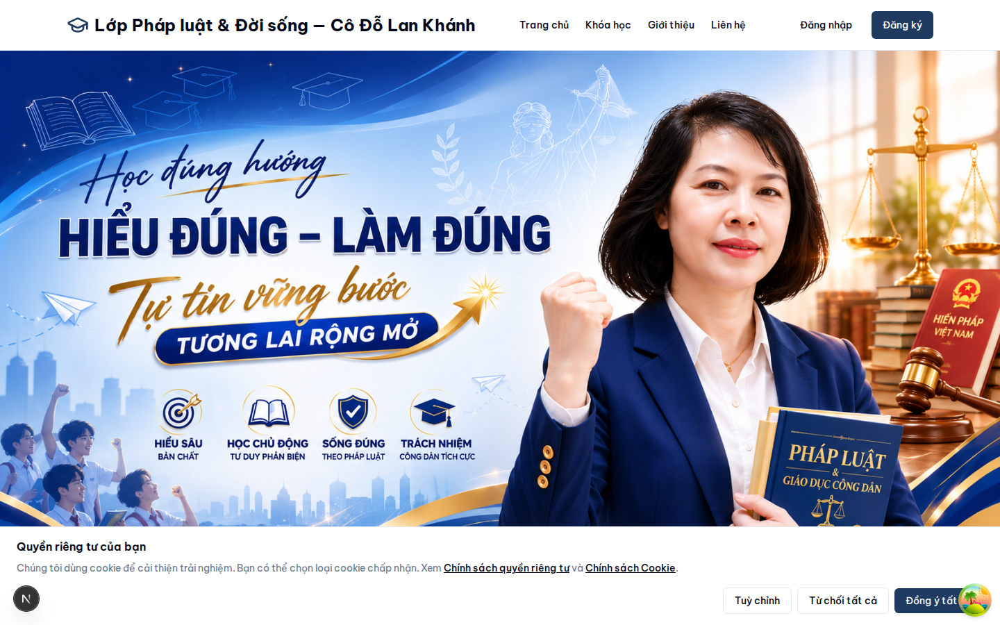 Lớp Pháp luật & Đời sống — Cô Đỗ Lan Khánh
Trang chủ
Khóa học
Giới thiệu
Liên hệ
Đăng nhập
Đăng ký
Học đúng hướng
HIỂU ĐÚNG – LÀM ĐÚNG
Tự tin vững bước
TƯƠNG LAI RỘNG MỞ
HIỂU SÂU
BẢN CHẤT
HỌC CHỦ ĐỘNG
TƯ DUY PHẢN BIỆN
SỐNG ĐÚNG
THEO PHÁP LUẬT
TRÁCH NHIỆM
CÔNG DÂN TÍCH CỰC
HIẾN PHÁP
VIỆT NAM
PHÁP LUẬT
&
GIÁO DỤC CÔNG DÂN
Quyền riêng tư của bạn
Chúng tôi dùng cookie để cải thiện trải nghiệm. Bạn có thể chọn loại cookie chấp nhận. Xem Chính sách quyền riêng tư và Chính sách Cookie.
Tuỳ chỉnh
Từ chối tất cả
Đồng ý tất